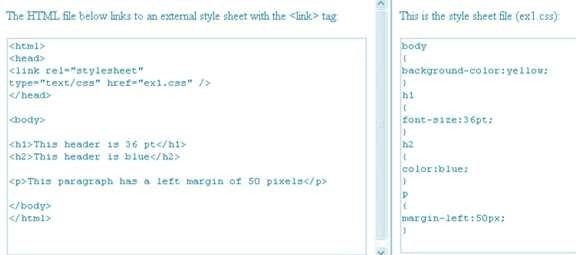 The HTML file below links to an external style sheet with the <link> tag:
<html>
<head>
<link rel="stylesheet"
type="text/css" href="ex1.css" />
</head>
<body>
<h1>This header is 36 pt</h1>
<h2>This header is blue</h2>
<p>This paragraph has a left margin of 50 pixels</p>
</body>
</html>
This is the style sheet file (ex1.css):
body
{
background-color:yellow;
}
h1
{
font-size:36pt;
}
h2
{
color:blue;
}
p
{
margin-left:50px;
}